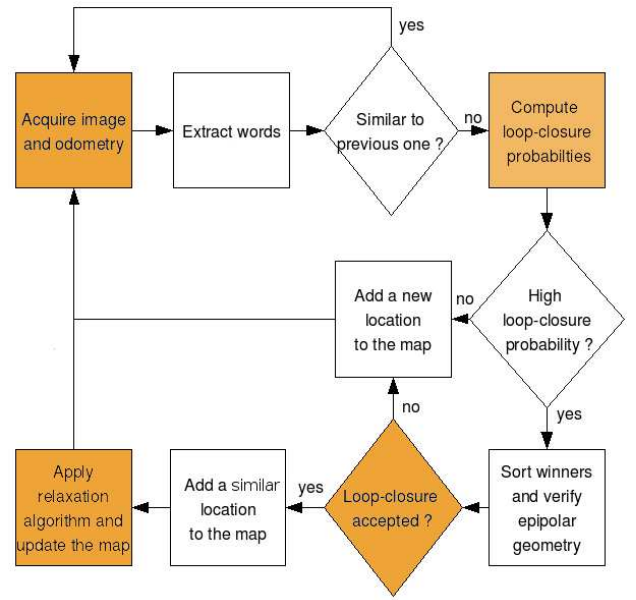 yes
Acquire image
and odometry
Extract words
Similar to
previous one ?
no
Compute
loop-closure
probabilties
Add a new
location
to the map
no
High
loop-closure
probability ?
no
yes
Apply
relaxation
algorithm and
update the map
Add a similar
location
to the map
yes
Loop-closure
accepted ?
Sort winners
and verify
epipolar
geometry